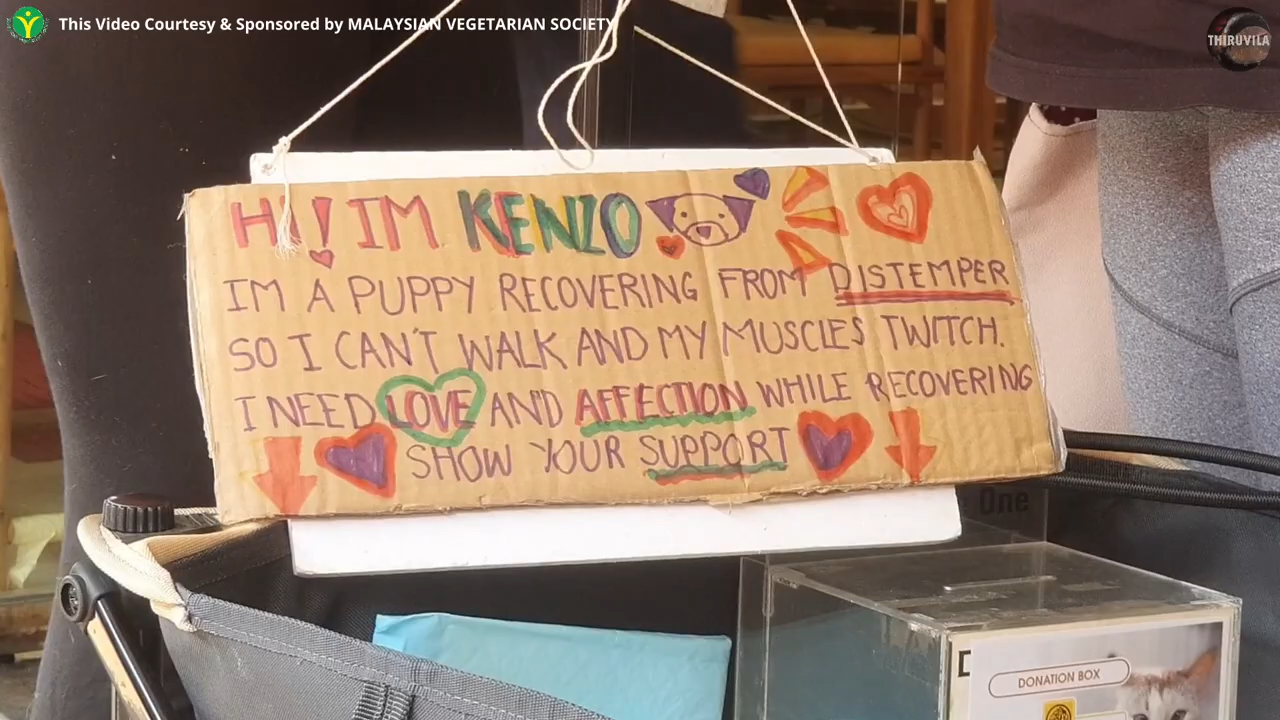 This Video Courtesy & Sponsored by MALAYSIAN VEGETARIAN SOCIETY
THIRUVILA
HI! IM KENZO
IM A PUPPY RECOVERING FROM DISTEMPER
SO I CAN'T WALK AND MY MUSCLES TWITCH.
I NEED LOVE AND AFFECTION WHILE RECOVERING
SHOW YOUR SUPPORT
One
DONATION BOX